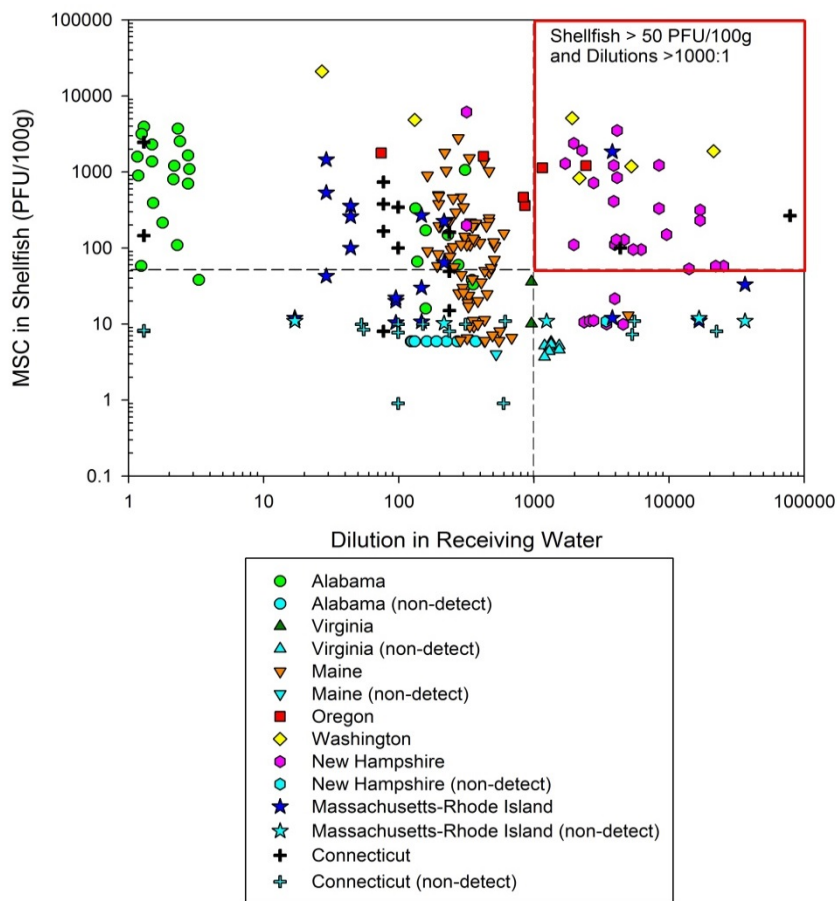 MSC in Shellfish (PFU/100g)
100000
10000
1000
100
10
1
0.1
Shellfish > 50 PFU/100g
and Dilutions >1000:1
1 10 100 1000 10000 100000
Dilution in Receiving Water
Alabama
Alabama (non-detect)
Virginia
Virginia (non-detect)
Maine
Maine (non-detect)
Oregon
Washington
New Hampshire
New Hampshire (non-detect)
Massachusetts-Rhode Island
Massachusetts-Rhode Island (non-detect)
Connecticut
Connecticut (non-detect)